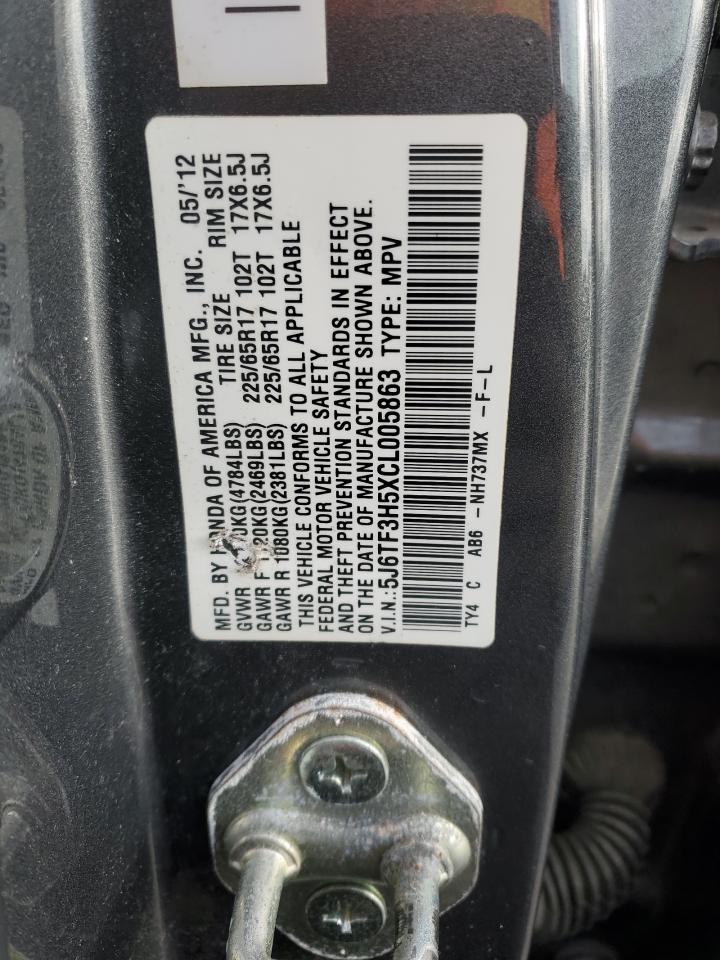 MFD. BY HONDA OF AMERICA MFG., INC. 05/'12
GVWR KG(4784LBS) TIRE SIZE RIM SIZE
GAWR F 1120KG(2469LBS) 225/65R17 102T 17X6.5J
GAWR R 1080KG(2381LBS) 225/65R17 102T 17X6.5J
THIS VEHICLE CONFORMS TO ALL APPLICABLE
FEDERAL MOTOR VEHICLE SAFETY
AND THEFT PREVENTION STANDARDS IN EFFECT
ON THE DATE OF MANUFACTURE SHOWN ABOVE.
V.I.N.:5J6TF3H5XCL005863 TYPE: MPV
TY4 C AB6 -NH737MX -F-L